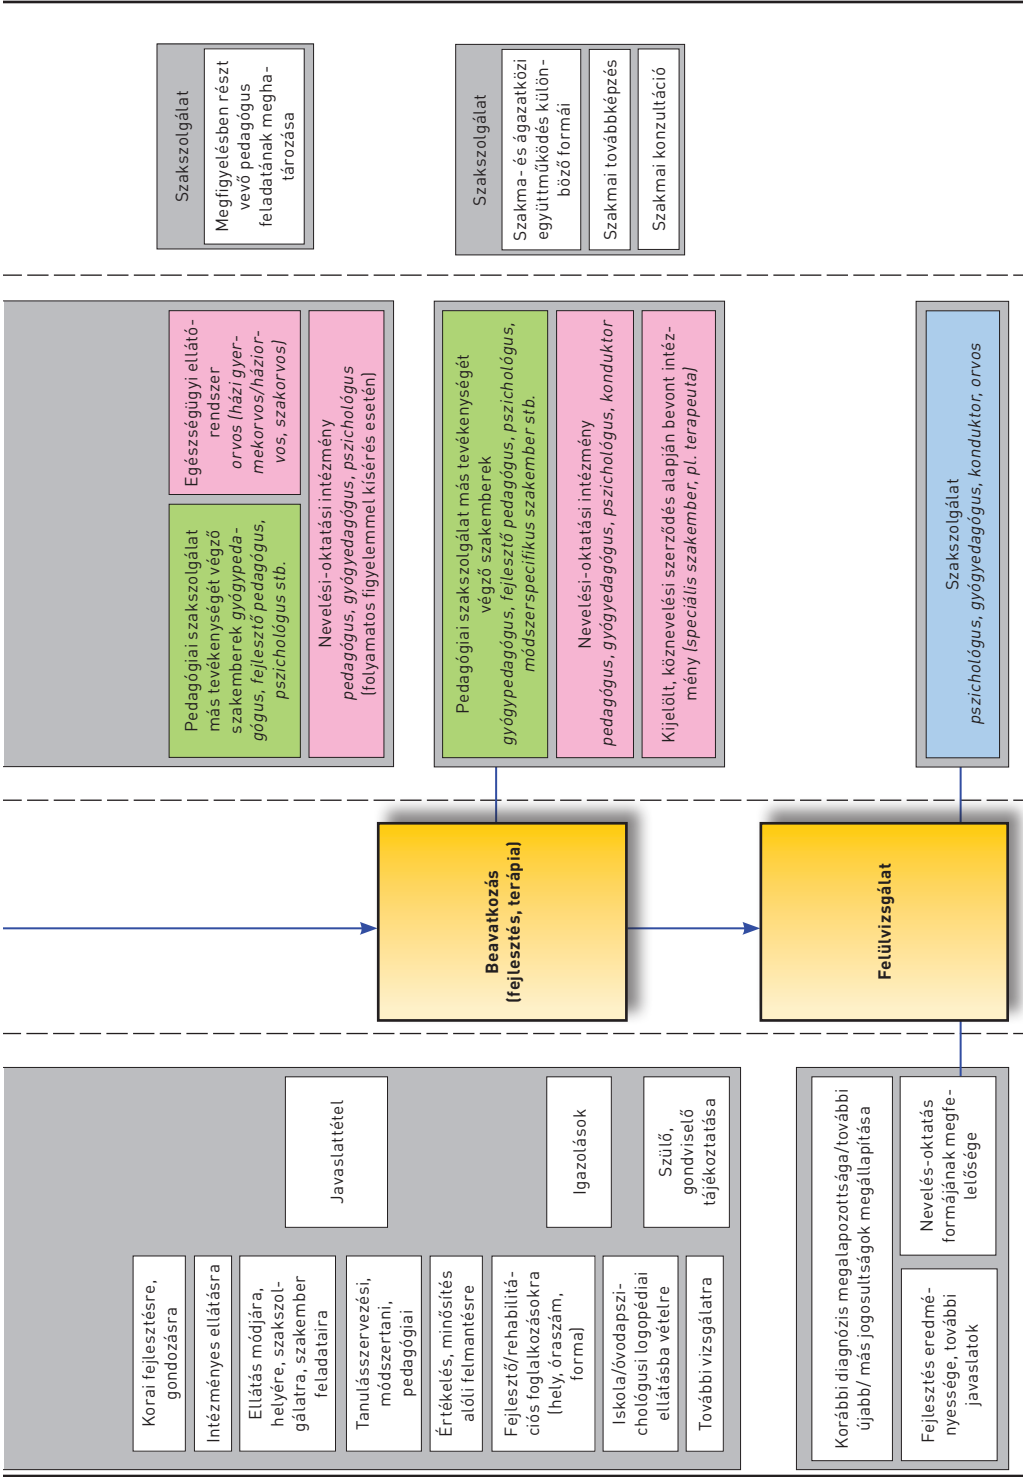 Korai fejlesztésre,
gondozásra
Intézményes ellátásra
Ellátás módjára,
helyére, szakszol-
gálatra, szakember
feladataira
Tanulásszervezési,
módszertani,
pedagógiai
Értékelés, minősítés
alóli felmentésre
Fejlesztő/rehabilitá-
ciós foglalkozásokra
(hely, óraszám,
forma)
Iskola/óvodapszi-
chológusi logopédiai
ellátásba vételre
További vizsgálatra
Javaslattétel
Igazolások
Szülő,
gondviselő
tájékoztatása
Korábbi diagnózis megalapozottsága/további
újabb/ más jogosultságok megállapítása
Fejlesztés eredmé-
nyessége, további
javaslatok
Nevelés-oktatás
formájának megfe-
lelősége
Beavatkozás
(fejlesztés, terápia)
Felülvizsgálat
Pedagógiai szakszolgálat
más tevékenységét végző
szakemberek gyógypeda-
gógus, fejlesztő pedagógus,
pszichológus stb.
Egészségügyi ellátó-
rendszer
orvos (házi gyer-
mekorvos/házior-
vos, szakorvos)
Nevelési-oktatási intézmény
pedagógus, gyógyedagógus, pszichológus
(folyamatos figyelemmel kísérés esetén)
Pedagógiai szakszolgálat más tevékenységét
végző szakemberek
gyógypedagógus, fejlesztő pedagógus, pszichológus,
módszerspecifikus szakember stb.
Nevelési-oktatási intézmény
pedagógus, gyógyedagógus, pszichológus, konduktor
Kijelölt, köznevelési szerződés alapján bevont intéz-
mény (speciális szakember, pl. terapeuta)
Szakszolgálat
pszichológus, gyógyedagógus, konduktor, orvos
Szakszolgálat
Megfigyelésben részt
vevő pedagógus
feladatának megha-
tározása
Szakszolgálat
Szakma- és ágazatközi
együttműködés külön-
böző formái
Szakmai továbbképzés
Szakmai konzultáció